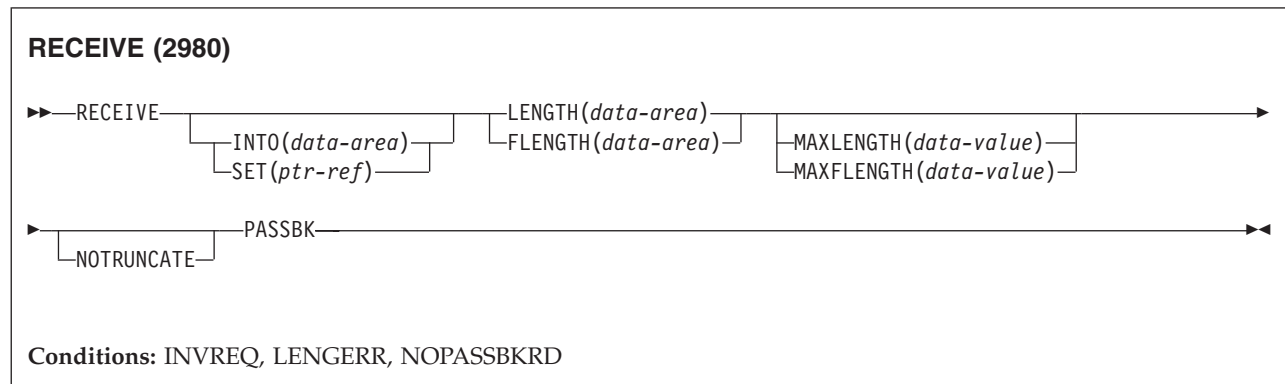 RECEIVE (2980)
RECEIVE LENGTH(data-area)
INTO(data-area) FLENGTH(data-area) MAXLENGTH(data-value)
SET(ptr-ref) MAXFLENGTH(data-value)
PASSBK
NOTRUNCATE
Conditions: INVREQ, LENGERR, NOPASSBKRD